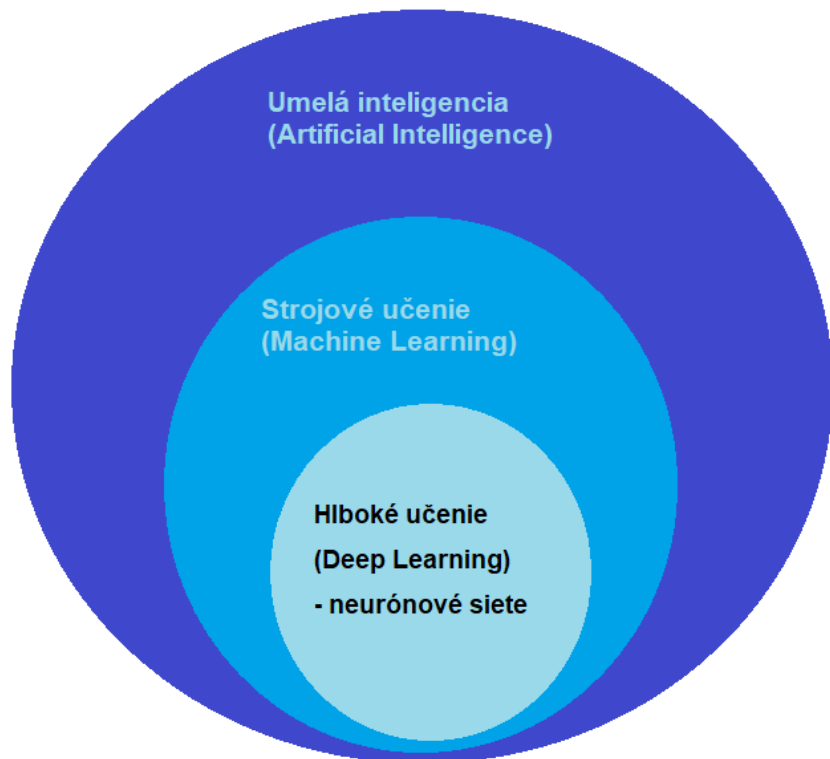 Umelá inteligencia
(Artificial Intelligence)
Strojové učenie
(Machine Learning)
Hlboké učenie
(Deep Learning)
- neurónové siete